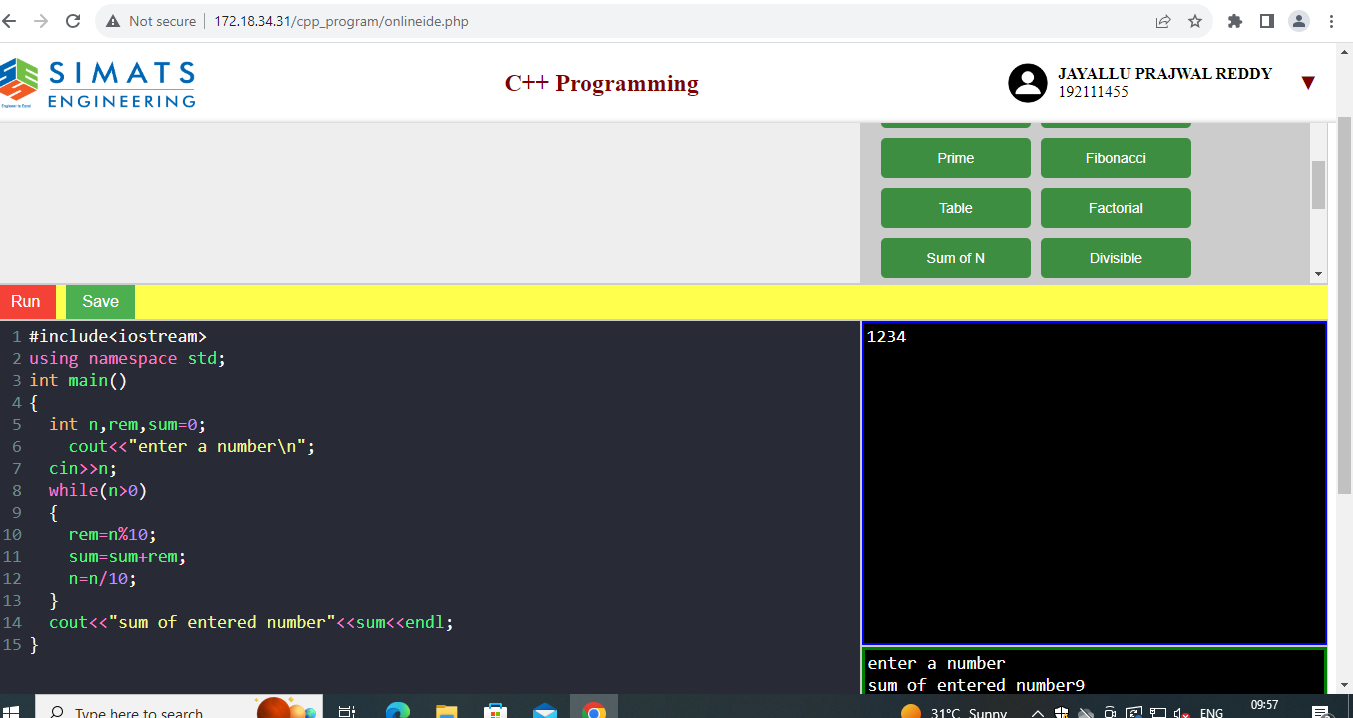 Not secure | 172.18.34.31/cpp_program/onlineide.php
SIMATS
ENGINEERING
C++ Programming
JAYALLU PRAJWAL REDDY
192111455
Prime
Fibonacci
Table
Factorial
Sum of N
Divisible
Run
Save
1 #include<iostream>
2 using namespace std;
3 int main()
4 {
5   int n,rem,sum=0;
6     cout<<"enter a number\n";
7   cin>>n;
8   while(n>0)
9   {
10     rem=n%10;
11     sum=sum+rem;
12     n=n/10;
13   }
14   cout<<"sum of entered number"<<sum<<endl;
15 }
1234
enter a number
sum of entered number9
Type here to search
31°C Sunny
ENG
09:57